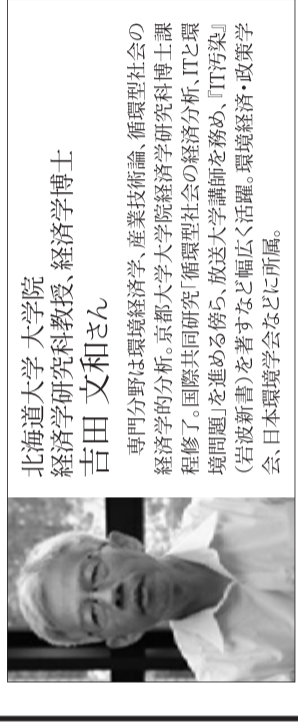 北海道大学 大学院
経済学研究科教授、経済学博士
吉田 文和さん
専門分野は環境経済学、産業技術論、循環型社会の
経済学的分析。京都大学大学院経済学研究科博士課
程修了。国際共同研究「循環型社会の経済分析、ITと環
境問題」を進める傍ら、放送大学講師を務め、『IT汚染』
(岩波新書)を著すなど幅広く活躍。環境経済・政策学
会、日本環境学会などに所属。